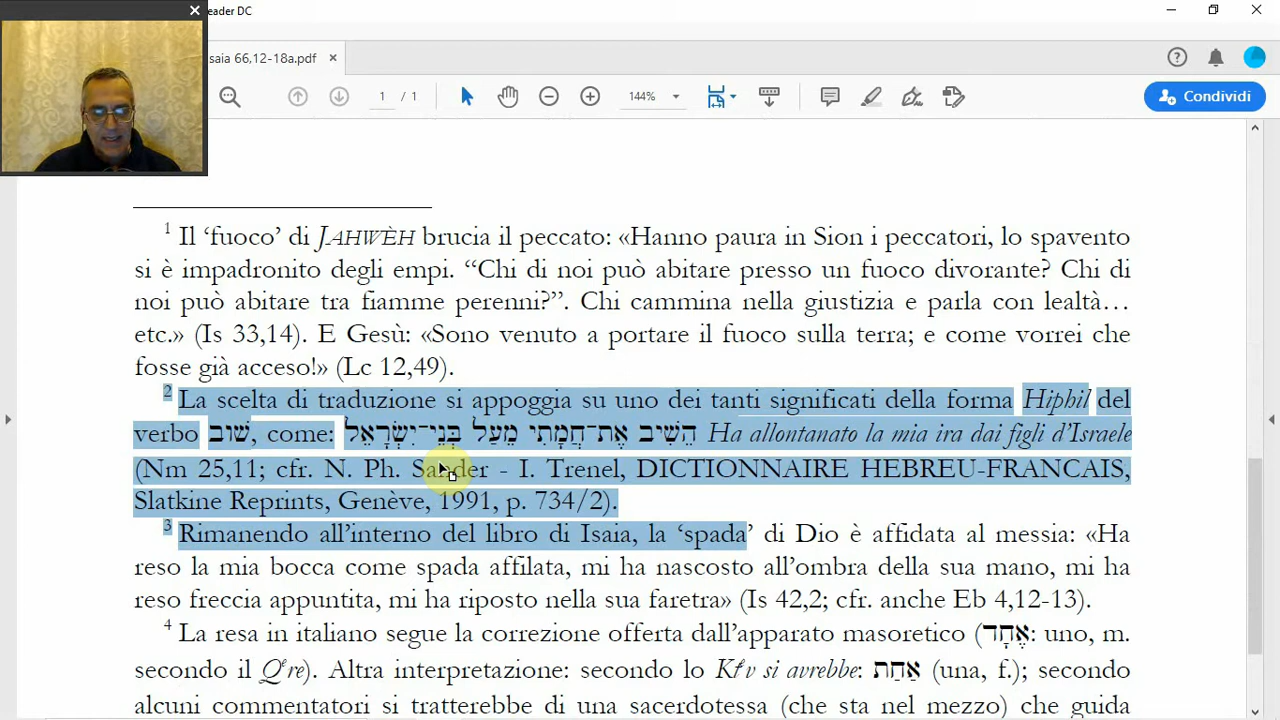 eader DC
saia 66,12-18a.pdf
1 / 1
144%
Condividi
1 Il ‘fuoco’ di JAHWÈH brucia il peccato: «Hanno paura in Sion i peccatori, lo spavento
si è impadronito degli empi. “Chi di noi può abitare presso un fuoco divorante? Chi di
noi può abitare tra fiamme perenni?”. Chi cammina nella giustizia e parla con lealtà…
etc.» (Is 33,14). E Gesù: «Sono venuto a portare il fuoco sulla terra; e come vorrei che
fosse già acceso!» (Lc 12,49).
2 La scelta di traduzione si appoggia su uno dei tanti significati della forma Hiphil del
verbo שׁוּב, come: הֵשִׁיב אֶת־חֲמָתִי מֵעַל בְּנֵי־יִשְׂרָאֵל Ha allontanato la mia ira dai figli d’Israele
(Nm 25,11; cfr. N. Ph. Sander - I. Trenel, DICTIONNAIRE HEBREU-FRANCAIS,
Slatkine Reprints, Genève, 1991, p. 734/2).
3 Rimanendo all’interno del libro di Isaia, la ‘spada’ di Dio è affidata al messia: «Ha
reso la mia bocca come spada affilata, mi ha nascosto all’ombra della sua mano, mi ha
reso freccia appuntita, mi ha riposto nella sua faretra» (Is 42,2; cfr. anche Eb 4,12-13).
4 La resa in italiano segue la correzione offerta dall’apparato masoretico (אֶחָד: uno, m.
secondo il Qere). Altra interpretazione: secondo lo Ketiv si avrebbe: אַחַת (una, f.); secondo
alcuni commentatori si tratterebbe di una sacerdotessa (che sta nel mezzo) che guida